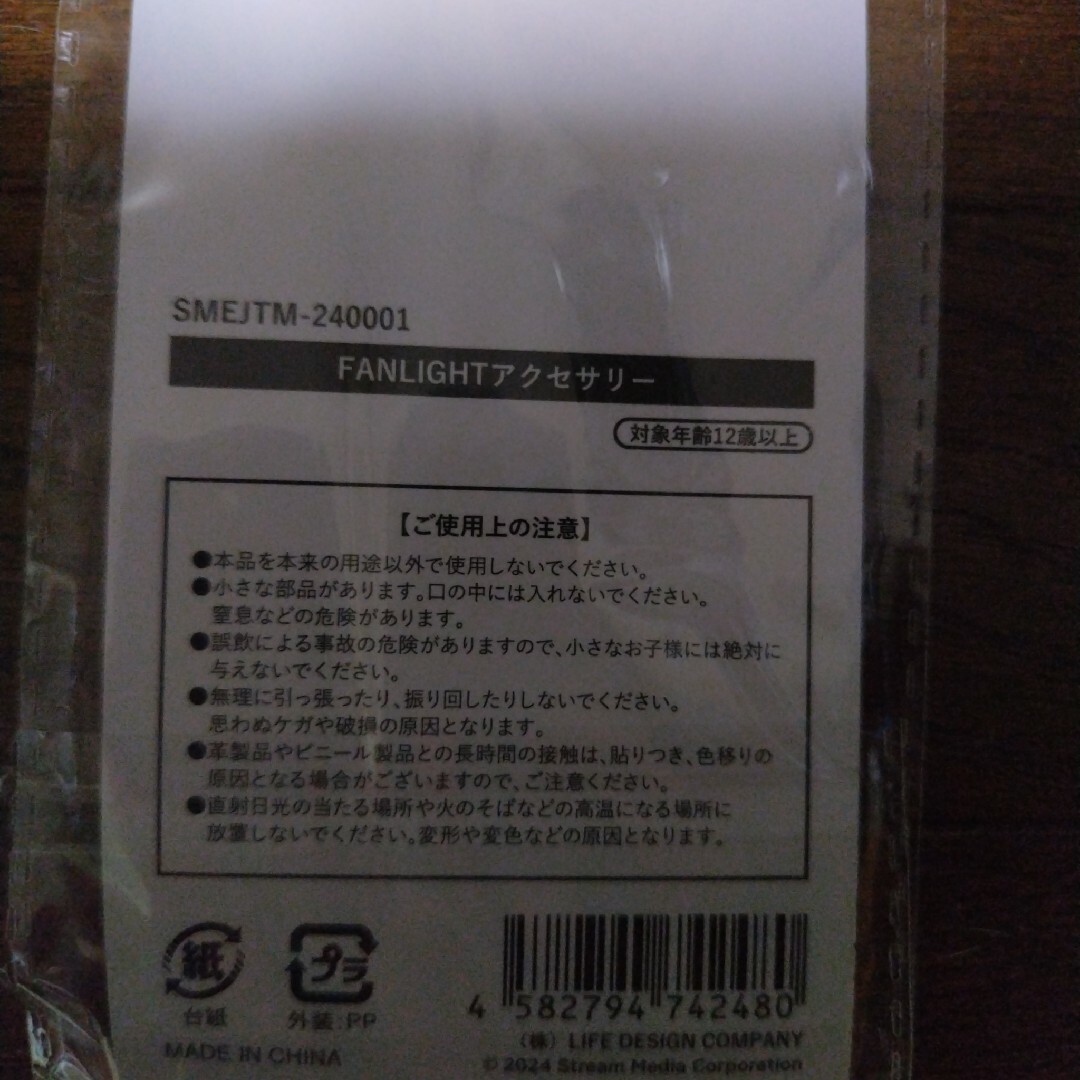 SMEJTM-240001
FANLIGHTアクセサリー
対象年齢12歳以上
【ご使用上の注意】
●本品を本来の用途以外で使用しないでください。
●小さな部品があります。口の中には入れないでください。
窒息などの危険があります。
●誤飲による事故の危険がありますので、小さなお子様には絶対に
与えないでください。
●無理に引っ張ったり、振り回したりしないでください。
思わぬケガや破損の原因となります。
●革製品やビニール製品との長時間の接触は、貼りつき、色移りの
原因となる場合がございますので、ご注意ください。
●直射日光の当たる場所や火のそばなどの高温になる場所に
放置しないでください。変形や変色などの原因となります。
紙
台紙
プラ
外装:PP
MADE IN CHINA
4 582794 742480
(株) LIFE DESIGN COMPANY
© 2024 Stream Media Corporation